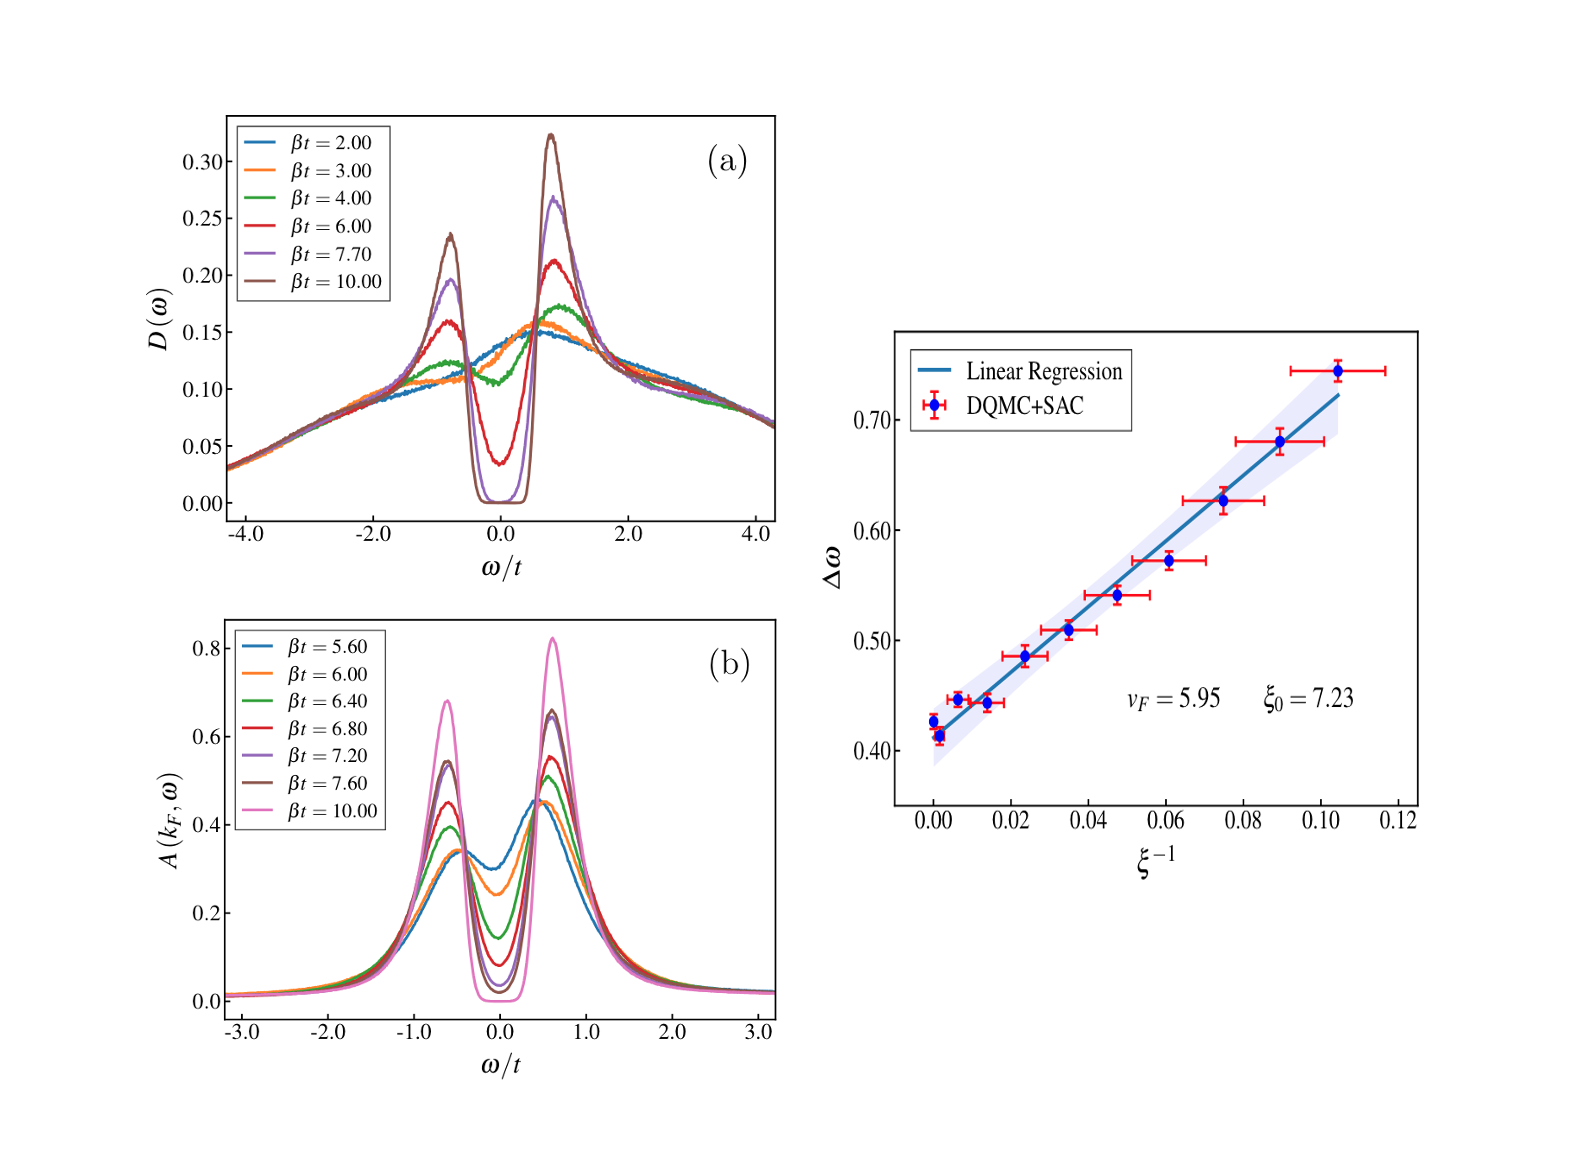 (a)
βt = 2.00
βt = 3.00
βt = 4.00
βt = 6.00
βt = 7.70
βt = 10.00
D(ω)
0.30
0.25
0.20
0.15
0.10
0.05
0.00
-4.0 -2.0 0.0 2.0 4.0
ω/t
(b)
βt = 5.60
βt = 6.00
βt = 6.40
βt = 6.80
βt = 7.20
βt = 7.60
βt = 10.00
A(k_F, ω)
0.8
0.6
0.4
0.2
0.0
-3.0 -2.0 -1.0 0.0 1.0 2.0 3.0
ω/t
Linear Regression
DQMC+SAC
Δω
0.70
0.60
0.50
0.40
v_F = 5.95 ξ₀ = 7.23
0.00 0.02 0.04 0.06 0.08 0.10 0.12
ξ⁻¹